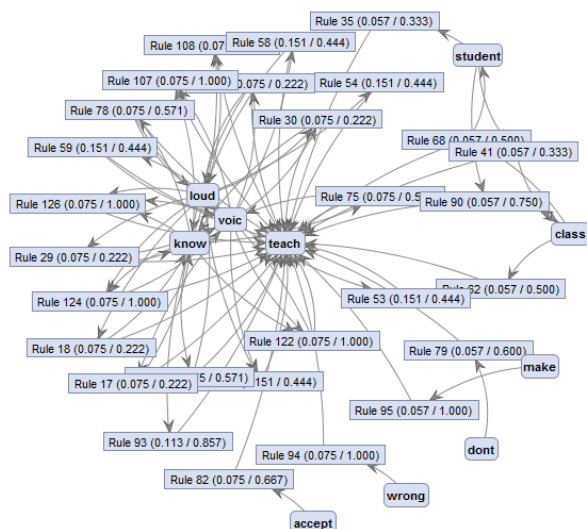 Rule 35 (0.057 / 0.333)
Rule 108 (0.07
Rule 58 (0.151 / 0.444)
student
Rule 107 (0.075 / 1.000)
0.075 / 0.222)
Rule 54 (0.151 / 0.444)
Rule 78 (0.075 / 0.571)
Rule 30 (0.075 / 0.222)
Rule 68 (0.057 / 0.500)
Rule 59 (0.151 / 0.444)
Rule 41 (0.057 / 0.333)
loud
Rule 75 (0.075 / 0.5
Rule 90 (0.057 / 0.750)
Rule 126 (0.075 / 1.000)
voic
class
know
teach
Rule 29 (0.075 / 0.222)
62 (0.057 / 0.500)
Rule 124 (0.075 / 1.000)
Rule 53 (0.151 / 0.444)
Rule 18 (0.075 / 0.222)
Rule 122 (0.075 / 1.000)
Rule 79 (0.057 / 0.600)
make
Rule 17 (0.075 / 0.222)
5 / 0.571)
.151 / 0.444)
Rule 95 (0.057 / 1.000)
Rule 93 (0.113 / 0.857)
dont
Rule 94 (0.075 / 1.000)
Rule 82 (0.075 / 0.667)
wrong
accept